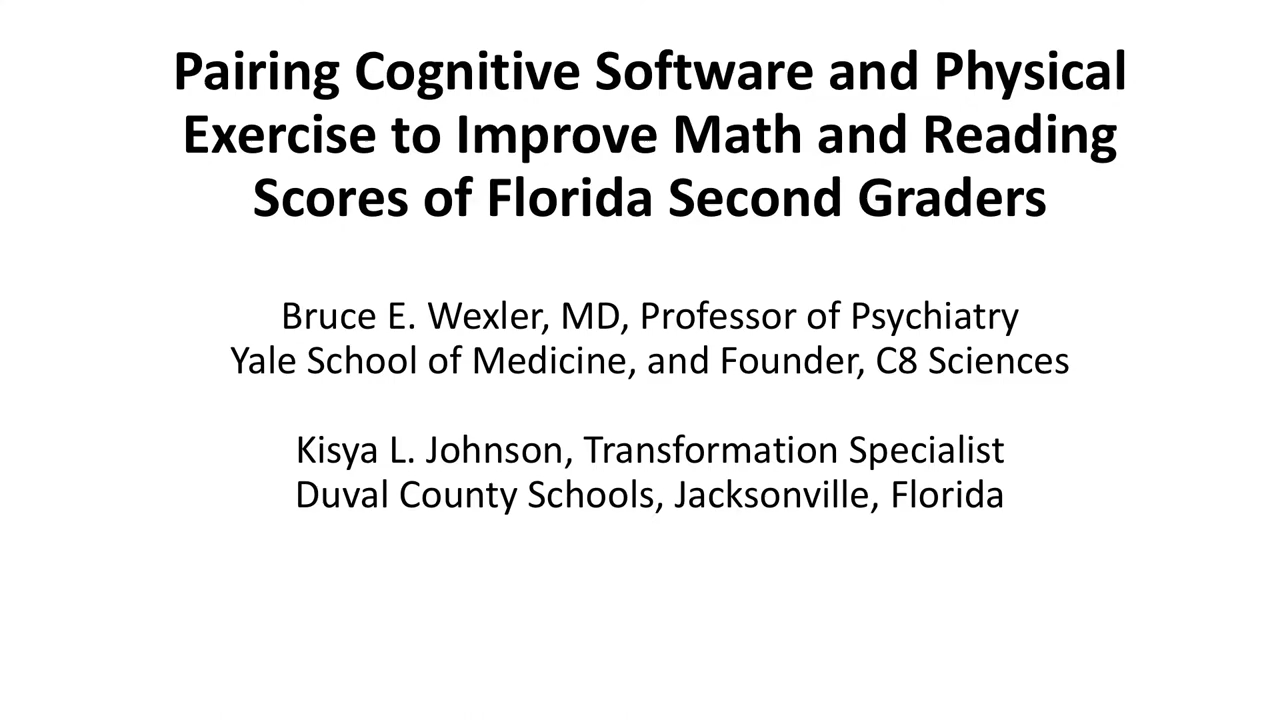 Pairing Cognitive Software and Physical
Exercise to Improve Math and Reading
Scores of Florida Second Graders
Bruce E. Wexler, MD, Professor of Psychiatry
Yale School of Medicine, and Founder, C8 Sciences
Kisya L. Johnson, Transformation Specialist
Duval County Schools, Jacksonville, Florida